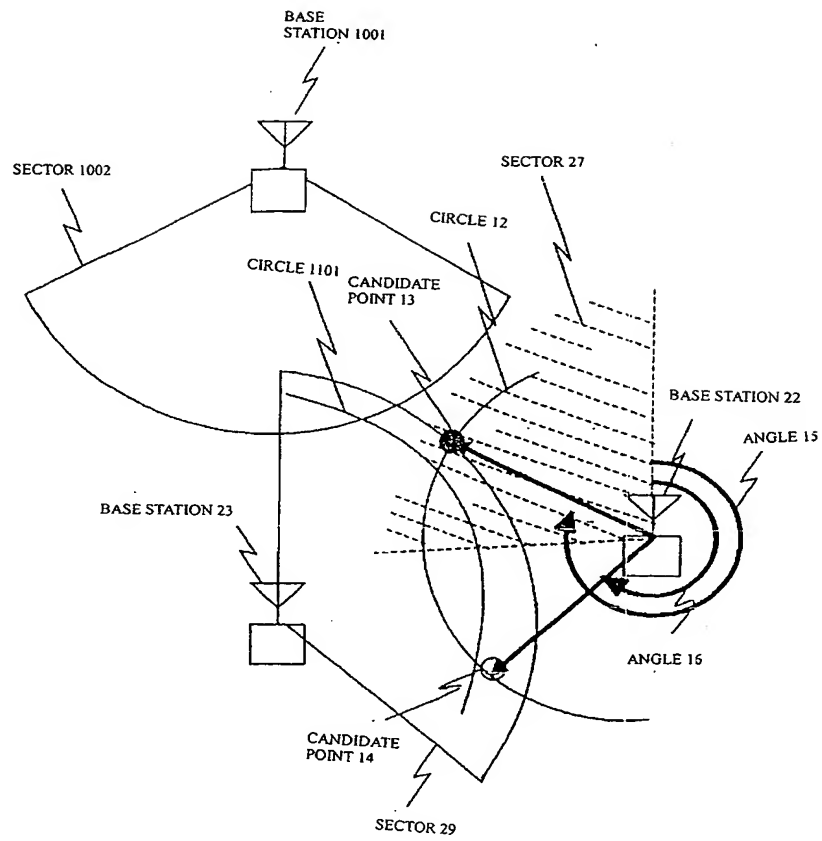 BASE
STATION 1001
SECTOR 1002
SECTOR 27
CIRCLE 12
CIRCLE 1101
CANDIDATE
POINT 13
BASE STATION 22
ANGLE 15
BASE STATION 23
ANGLE 16
CANDIDATE
POINT 14
SECTOR 29